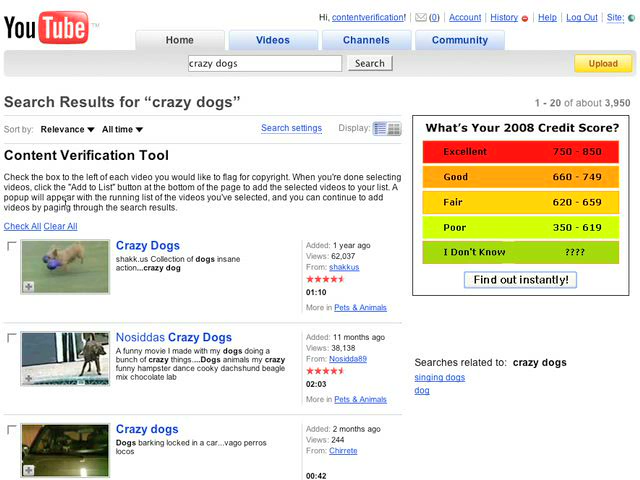 You Tube TM
Hi, contentverification! | (0) | Account | History | Help | Log Out | Site:
Home Videos Channels Community
crazy dogs Search Upload
Search Results for “crazy dogs” 1 - 20 of about 3,950
Sort by: Relevance All time Search settings Display:
Content Verification Tool
Check the box to the left of each video you would like to flag for copyright. When you're done selecting
videos, click the "Add to List" button at the bottom of the page to add the selected videos to your list. A
popup will appear with the running list of the videos you've selected, and you can continue to add
videos by paging through the search results.
Check All Clear All
Crazy Dogs
shakk.us Collection of dogs insane
action...crazy dog
Added: 1 year ago
Views: 62,037
From: shakkus
01:10
More in Pets & Animals
Nosiddas Crazy Dogs
A funny movie I made with my dogs doing a
bunch of crazy things....Dogs animals my crazy
funny hampster dance cooky dachshund beagle
mix chocolate lab
Added: 11 months ago
Views: 38,138
From: Nosidda89
02:03
More in Pets & Animals
Crazy dogs
Dogs barking locked in a car...vago perros
locos
Added: 2 months ago
Views: 244
From: Chirrete
00:42
What's Your 2008 Credit Score?
Excellent 750 - 850
Good 660 - 749
Fair 620 - 659
Poor 350 - 619
I Don't Know ????
Find out instantly!
Searches related to: crazy dogs
singing dogs
dog